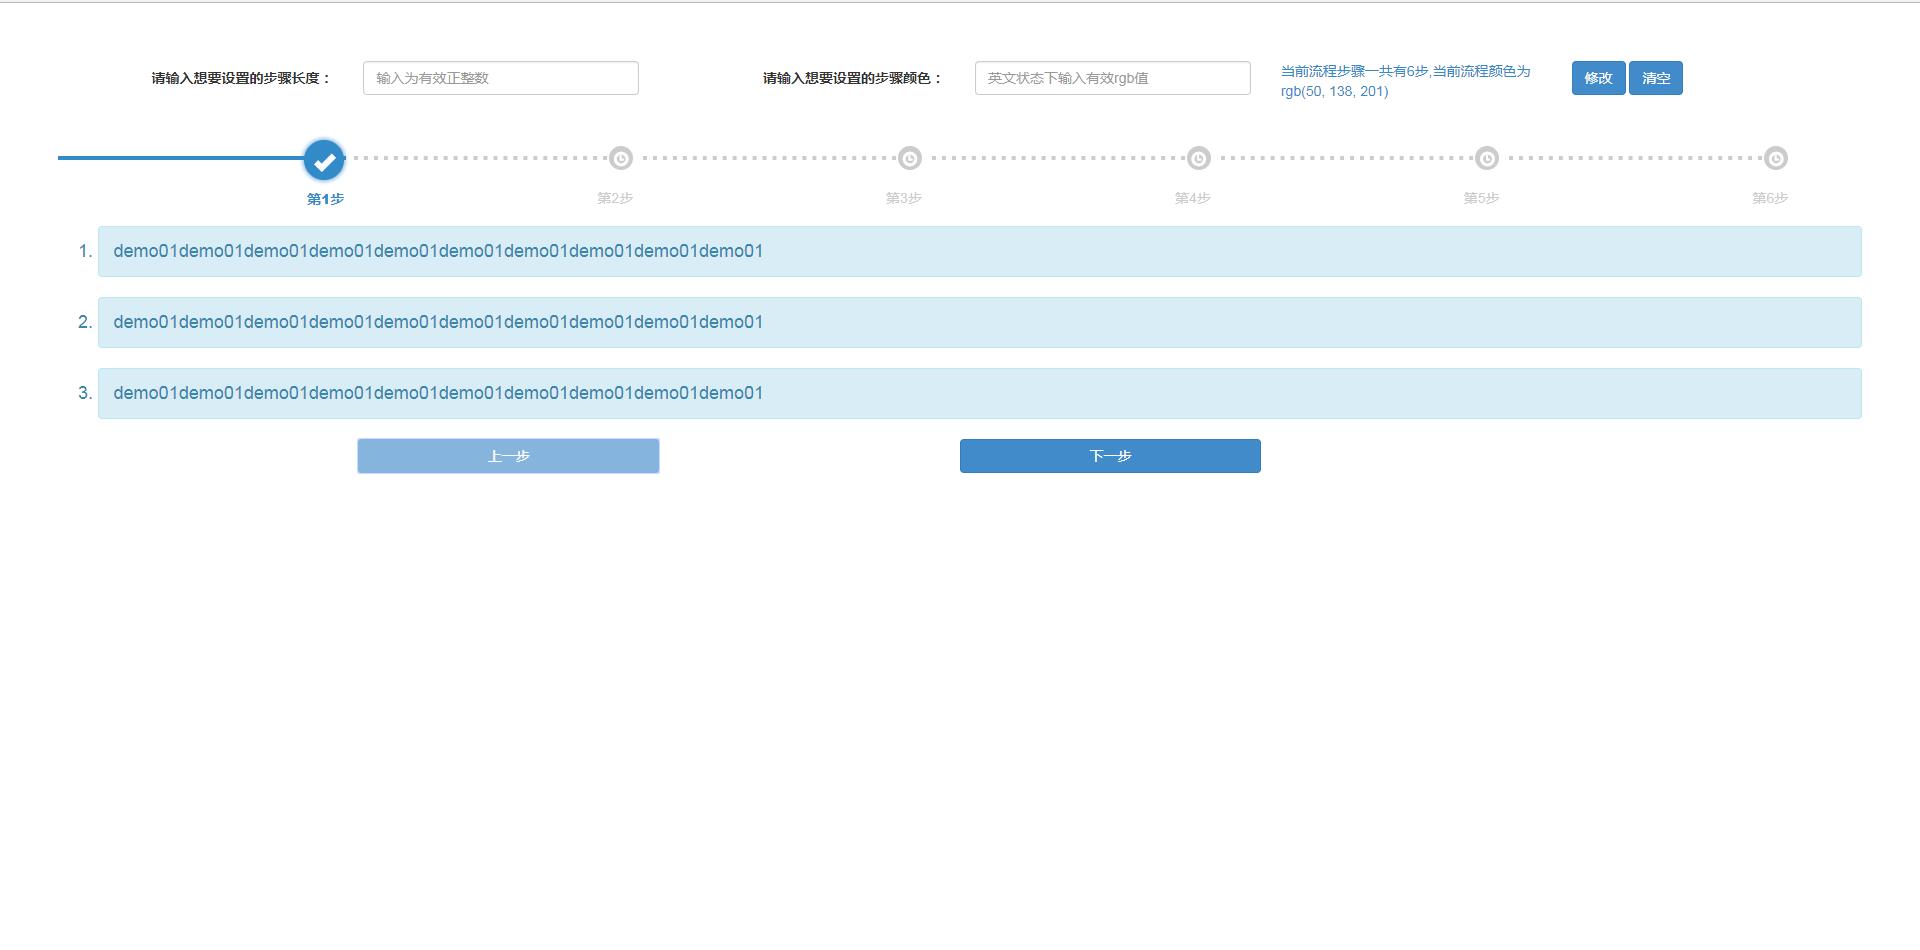 请输入想要设置的步骤长度：
输入为有效正整数
请输入想要设置的步骤颜色：
英文状态下输入有效rgb值
当前流程步骤一共有6步,当前流程颜色为
rgb(50, 138, 201)
修改
清空
第1步
第2步
第3步
第4步
第5步
第6步
1. demo01demo01demo01demo01demo01demo01demo01demo01demo01demo01
2. demo01demo01demo01demo01demo01demo01demo01demo01demo01demo01
3. demo01demo01demo01demo01demo01demo01demo01demo01demo01demo01
上一步
下一步